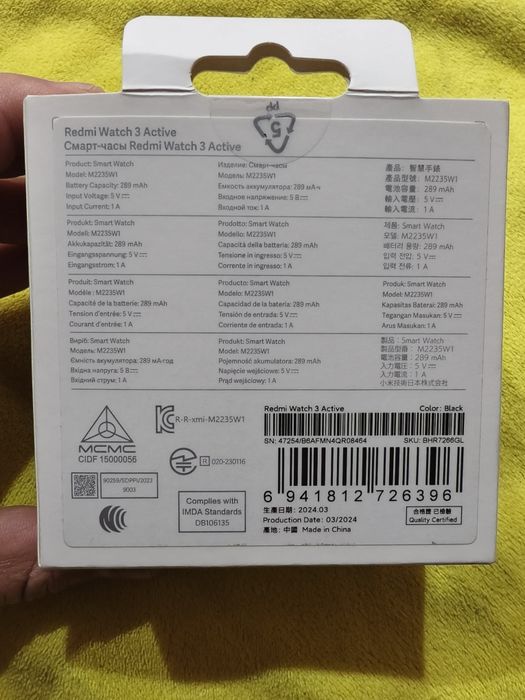 PP
5
Redmi Watch 3 Active
Смарт-часы Redmi Watch 3 Active
Product: Smart Watch
Model: M2235W1
Battery Capacity: 289 mAh
Input Voltage: 5 V⎓
Input Current: 1 A
Изделие: Смарт-часы
Модель: M2235W1
Емкость аккумулятора: 289 мА·ч
Входное напряжение: 5 В⎓
Входной ток: 1 А
產品：智慧手錶
型號：M2235W1
電池容量：289 mAh
輸入電壓：5 V⎓
輸入電流：1 A
Produkt: Smart Watch
Modell: M2235W1
Akkukapazität: 289 mAh
Eingangsspannung: 5 V⎓
Eingangsstrom: 1 A
Prodotto: Smart Watch
Modello: M2235W1
Capacità della batteria: 289 mAh
Tensione in ingresso: 5 V⎓
Corrente in ingresso: 1 A
제품: Smart Watch
모델: M2235W1
배터리 용량: 289 mAh
입력 전압: 5 V⎓
입력 전류: 1 A
Produit: Smart Watch
Modèle : M2235W1
Capacité de la batterie: 289 mAh
Tension d'entrée: 5 V⎓
Courant d'entrée: 1 A
Producto: Smart Watch
Modelo: M2235W1
Capacidad de la batería: 289 mAh
Tensión de entrada: 5 V⎓
Corriente de entrada: 1 A
Produk: Smart Watch
Model: M2235W1
Kapasitas Baterai: 289 mAh
Tegangan Masukan: 5 V⎓
Arus Masukan: 1 A
Виріб: Smart Watch
Модель: M2235W1
Ємність акумулятора: 289 мА·год
Вхідна напруга: 5 В⎓
Вхідний струм: 1 А
Produkt: Smart Watch
Model: M2235W1
Pojemność akumulatora: 289 mAh
Napięcie wejściowe: 5 V⎓
Prąd wejściowy: 1 A
製品：Smart Watch
製品型番：M2235W1
電池容量：289 mAh
入力電圧：5 V⎓
入力電流：1 A
小米技術日本株式会社
MCMC
CIDF 15000056
R-R-xmi-M2235W1
R 020-230116
90259/SDPPI/2023
9003
Complies with
IMDA Standards
DB106135
Redmi Watch 3 Active Color: Black
SN: 47254/B6AFMN4QR08464 SKU: BHR7266GL
6 941812 726396
生產日期: 2024.03
Production Date: 03/2024
產地: 中國 Made in China
合格證 已檢驗
Quality Certified